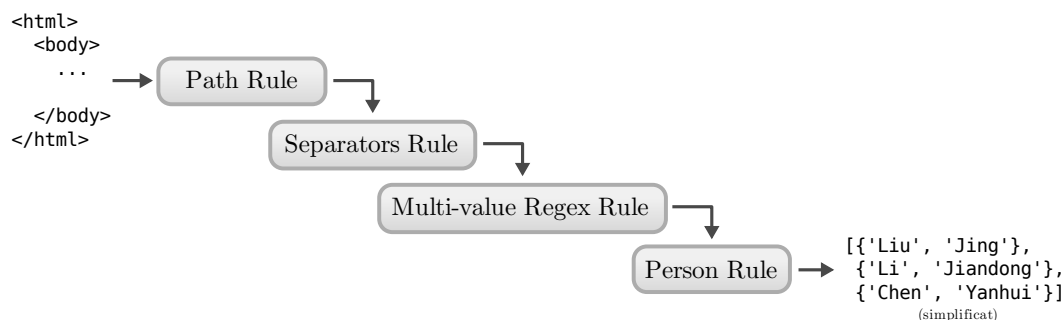 <html>
<body>
...
</body>
</html>
Path Rule
Separators Rule
Multi-value Regex Rule
Person Rule
[{'Liu', 'Jing'},
{'Li', 'Jiandong'},
{'Chen', 'Yanhui'}]
(simplificat)